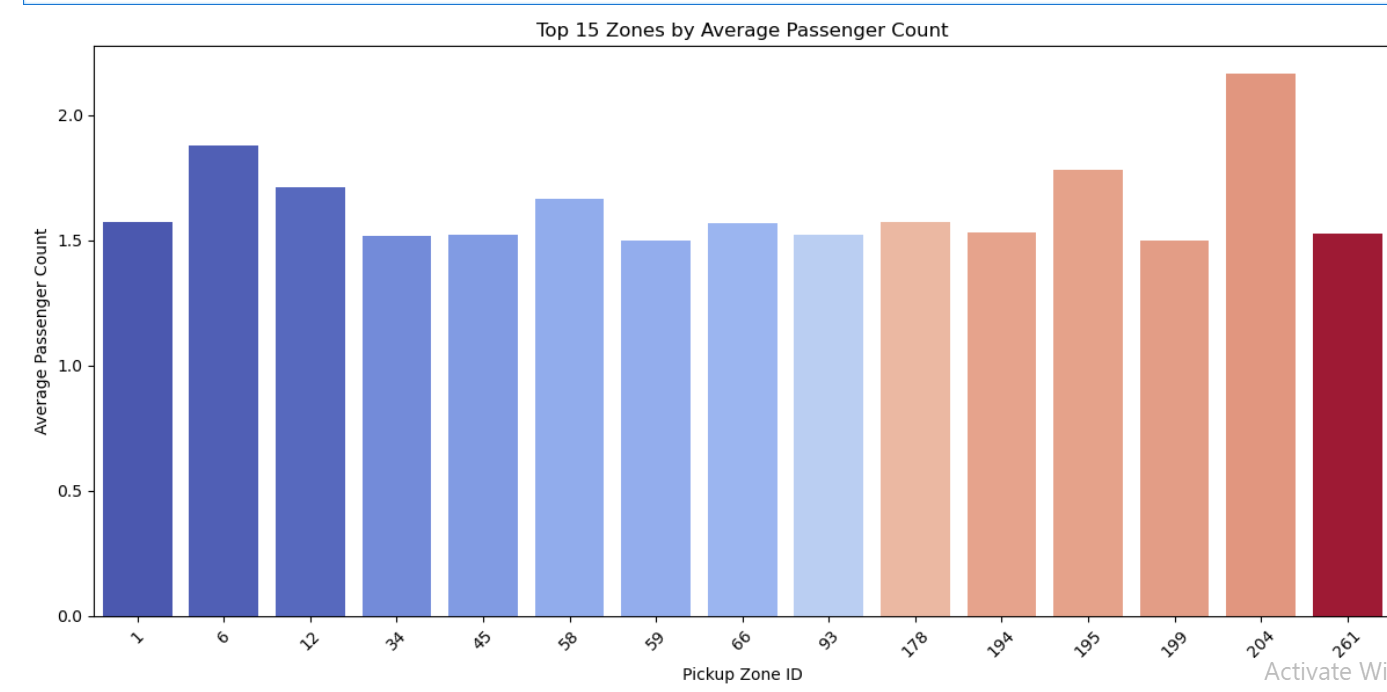 Top 15 Zones by Average Passenger Count
2.0
1.5
1.0
0.5
0.0
Average Passenger Count
1 6 12 34 45 58 59 66 93 178 194 195 199 204 261
Pickup Zone ID
Activate Wi